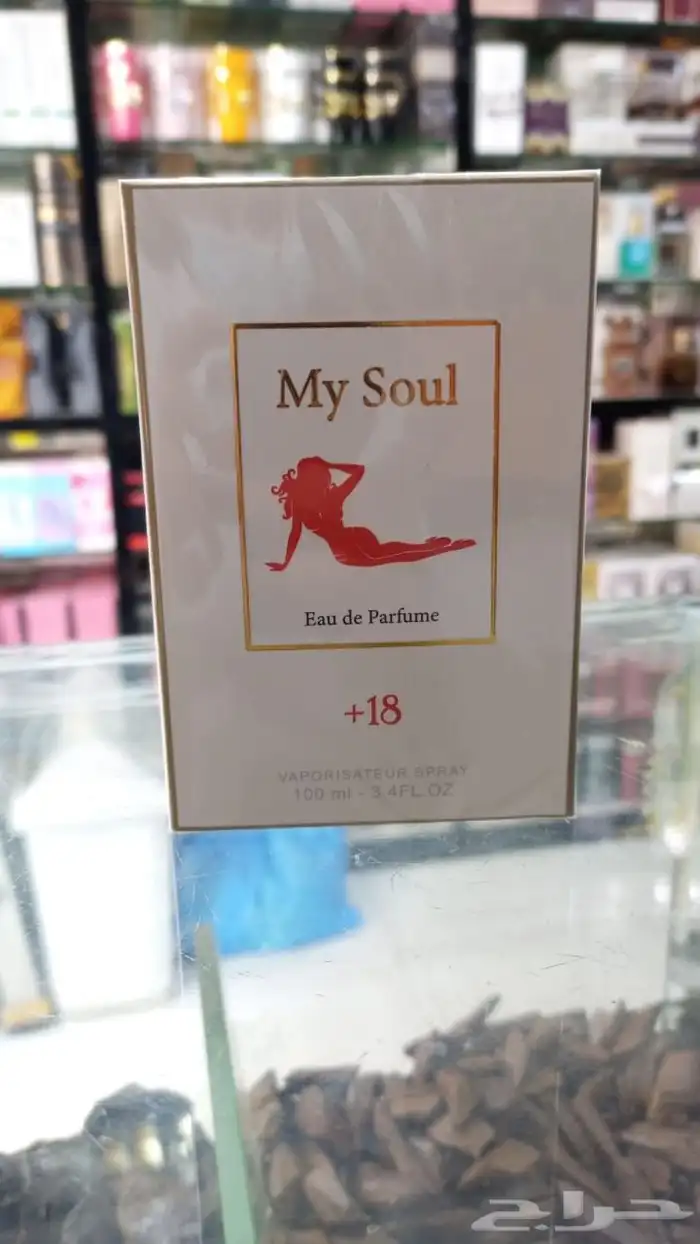 My Soul
Eau de Parfume
+18
VAPORISATEUR SPRAY
100 ml - 3.4FL.OZ
حراج